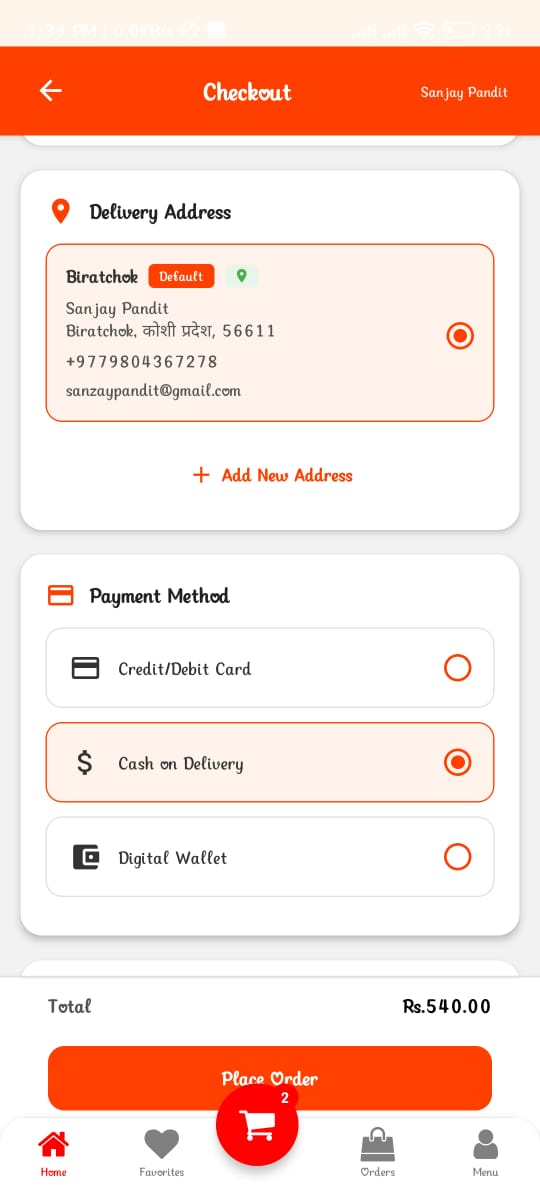 1:39 PM | 0.0KB/s
23
Checkout
Sanjay Pandit
Delivery Address
Biratchok Default
Sanjay Pandit
Biratchok, कोशी प्रदेश, 56611
+9779804367278
sanzaypandit@gmail.com
+ Add New Address
Payment Method
Credit/Debit Card
$ Cash on Delivery
Digital Wallet
Total Rs.540.00
Place Order
2
Home Favorites Orders Menu